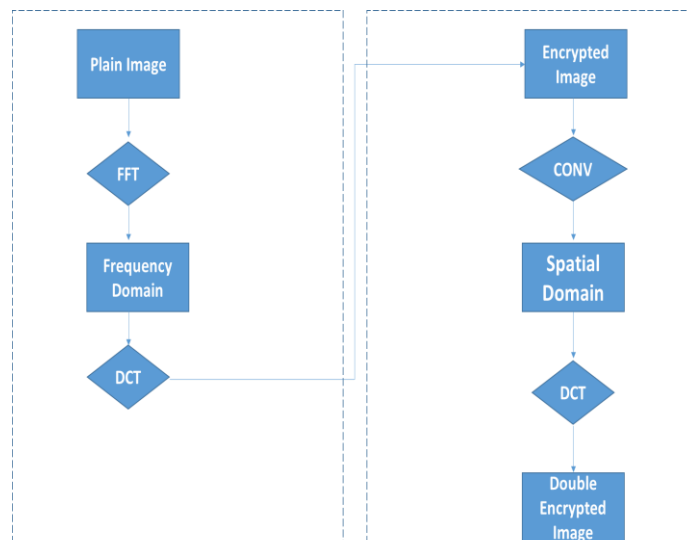 Plain Image
FFT
Frequency
Domain
DCT
Encrypted
Image
CONV
Spatial
Domain
DCT
Double
Encrypted
Image